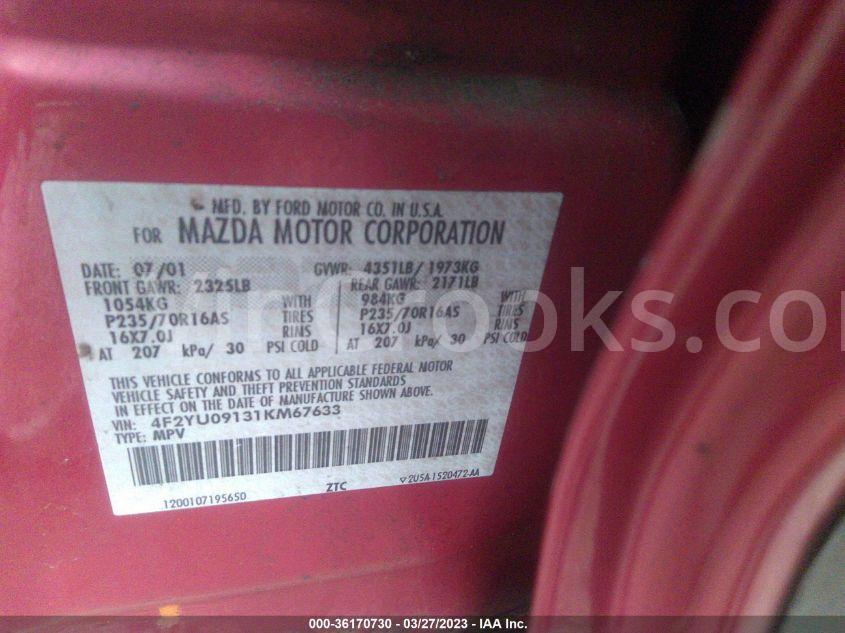 MFD. BY FORD MOTOR CO. IN U.S.A.
FOR MAZDA MOTOR CORPORATION
DATE: 07/01 GVWR: 4351LB/ 1973KG
FRONT GAWR: 2325LB REAR GAWR: 2171LB
1054KG WITH 984KG WITH
P235/70R16AS TIRES P235/70R16AS TIRES
16X7.0J RIMS 16X7.0J RIMS
AT 207 kPa/ 30 PSI COLD AT 207 kPa/ 30 PSI COLD
THIS VEHICLE CONFORMS TO ALL APPLICABLE FEDERAL MOTOR
VEHICLE SAFETY AND THEFT PREVENTION STANDARDS
IN EFFECT ON THE DATE OF MANUFACTURE SHOWN ABOVE.
VIN: 4F2YU09131KM67633
TYPE: MPV
120010719565D ZTC 2U5A-1520472-AA
000-36170730 - 03/27/2023 - IAA Inc.